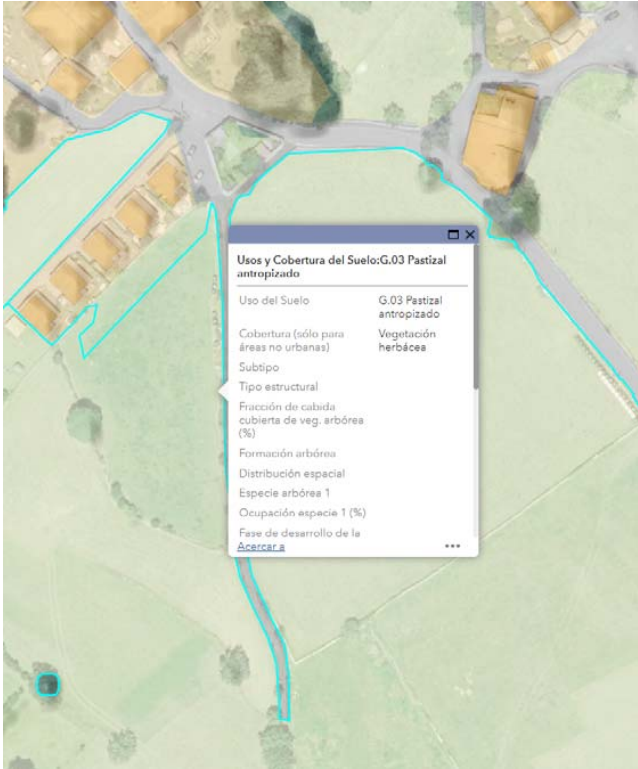 Usos y Cobertura del Suelo:G.03 Pastizal
antropizado
Uso del Suelo G.03 Pastizal
antropizado
Cobertura (sólo para Vegetación
áreas no urbanas) herbácea
Subtipo
Tipo estructural
Fracción de cabida
cubierta de veg. arbórea
(%)
Formación arbórea
Distribución espacial
Especie arbórea 1
Ocupación especie 1 (%)
Fase de desarrollo de la
Acercar a